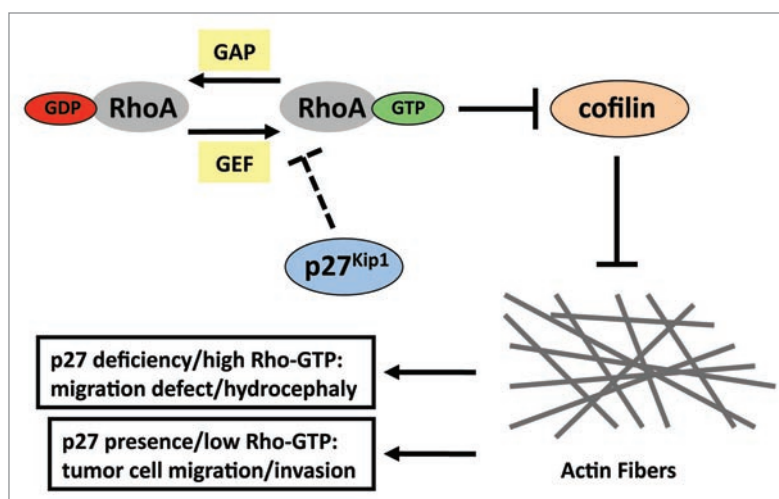 GAP
GDP RhoA RhoA GTP cofilin
GEF
p27Kip1
p27 deficiency/high Rho-GTP:
migration defect/hydrocephaly
p27 presence/low Rho-GTP:
tumor cell migration/invasion
Actin Fibers